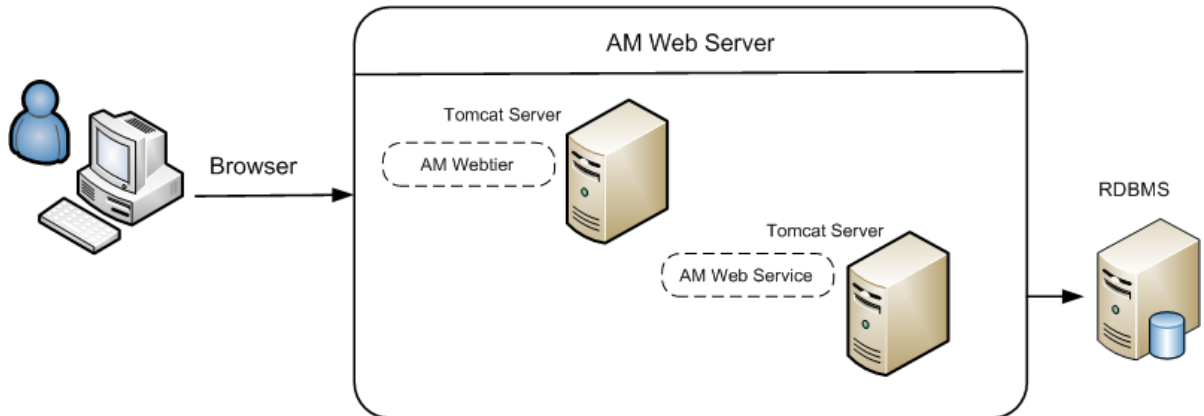 AM Web Server
Tomcat Server
AM Webtier
Browser
RDBMS
Tomcat Server
AM Web Service